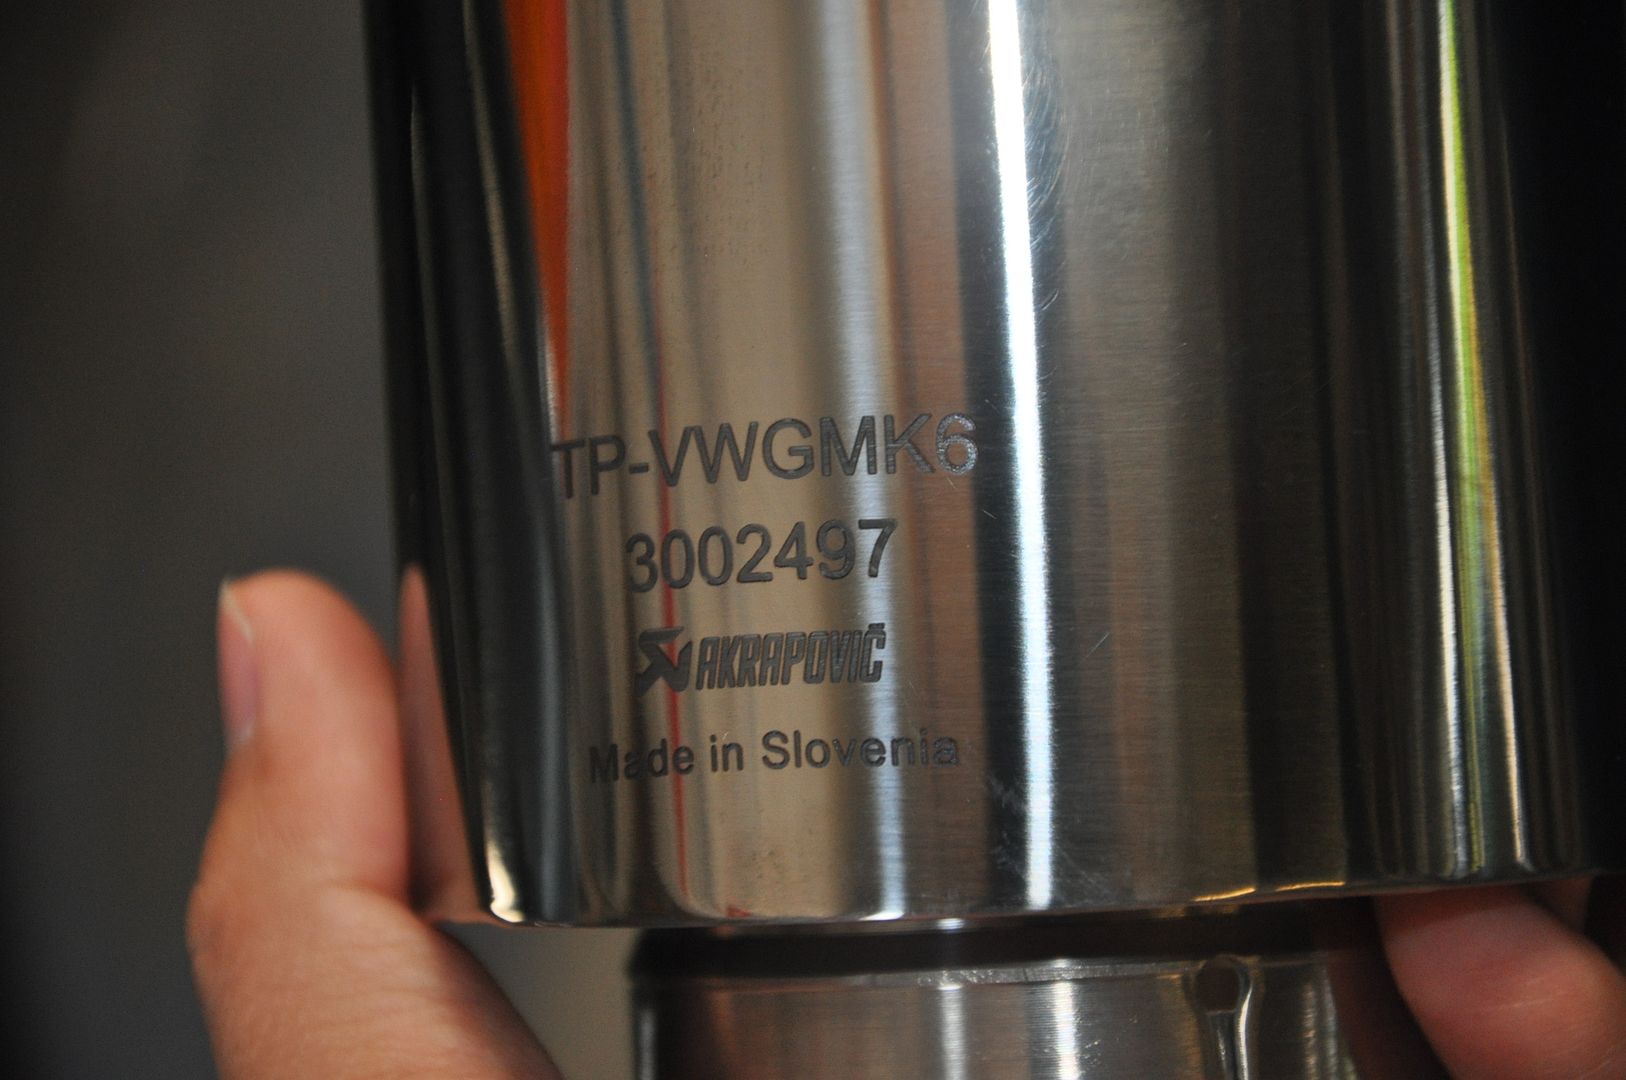 TP-VWGMK6
3002497
AKRAPOVIČ
Made in Slovenia